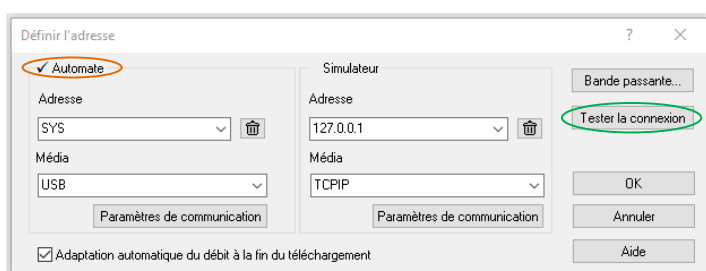 Définir l'adresse ? ×
✓ Automate
Adresse
SYS
Média
USB
Paramètres de communication
Simulateur
Adresse
127.0.0.1
Média
TCPIP
Paramètres de communication
Adaptation automatique du débit à la fin du téléchargement
Bande passante...
Tester la connexion
OK
Annuler
Aide